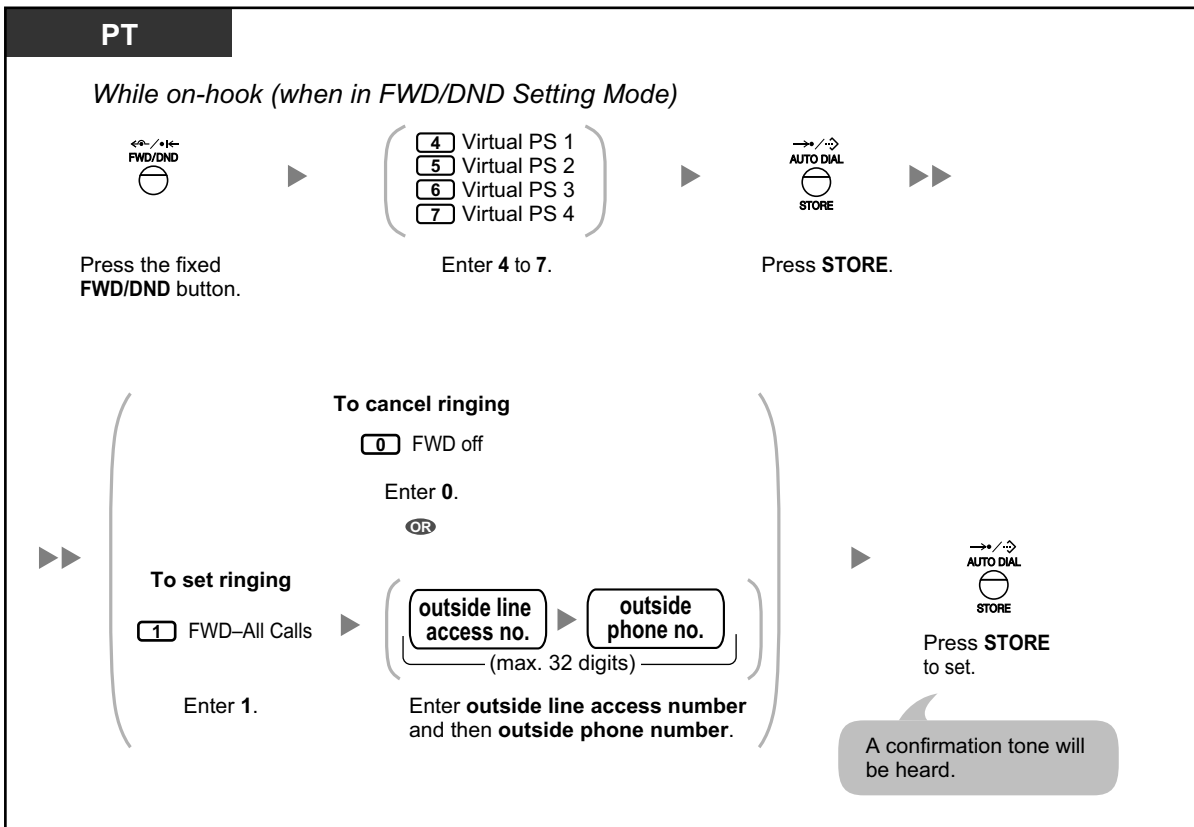 PT
While on-hook (when in FWD/DND Setting Mode)
FWD/DND
4 Virtual PS 1
5 Virtual PS 2
6 Virtual PS 3
7 Virtual PS 4
AUTO DIAL
STORE
Press the fixed
FWD/DND button.
Enter 4 to 7.
Press STORE.
To cancel ringing
0 FWD off
Enter 0.
OR
To set ringing
1 FWD–All Calls
Enter 1.
outside line
access no.
outside
phone no.
(max. 32 digits)
Enter outside line access number
and then outside phone number.
AUTO DIAL
STORE
Press STORE
to set.
A confirmation tone will
be heard.